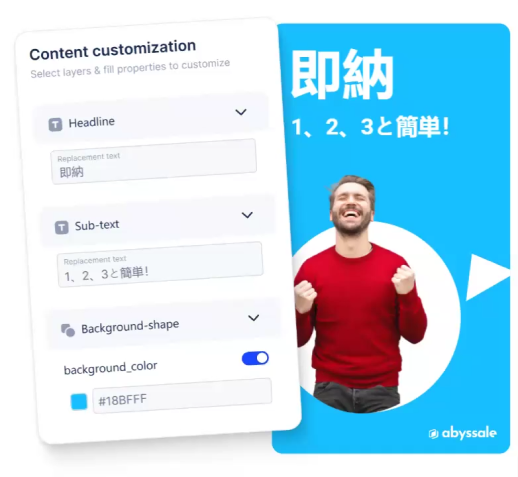 Content customization
Select layers & fill properties to customize
Headline
Replacement text
即納
Sub-text
Replacement text
1、2、3と簡単!
Background-shape
background_color
#18BFFF
即納
1、2、3と簡単!
abyssale